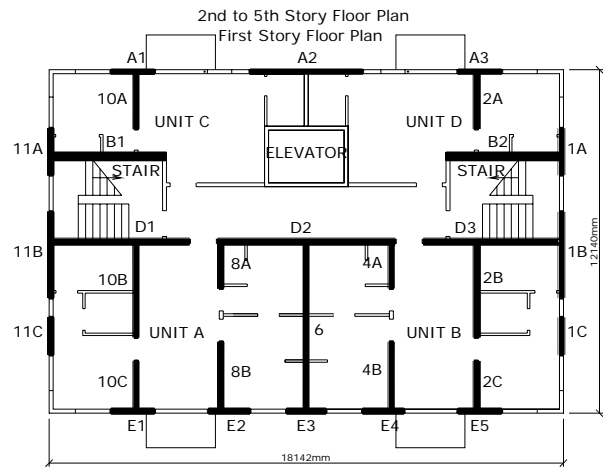 2nd to 5th Story Floor Plan
First Story Floor Plan
A1 A2 A3
10A 2A
UNIT C UNIT D
11A B1 ELEVATOR B2 1A
STAIR STAIR
D1 D2 D3
11B 8A 4A 1B
10B 2B
11C UNIT A 6 UNIT B 1C
10C 8B 4B 2C
E1 E2 E3 E4 E5
18142mm
12140mm